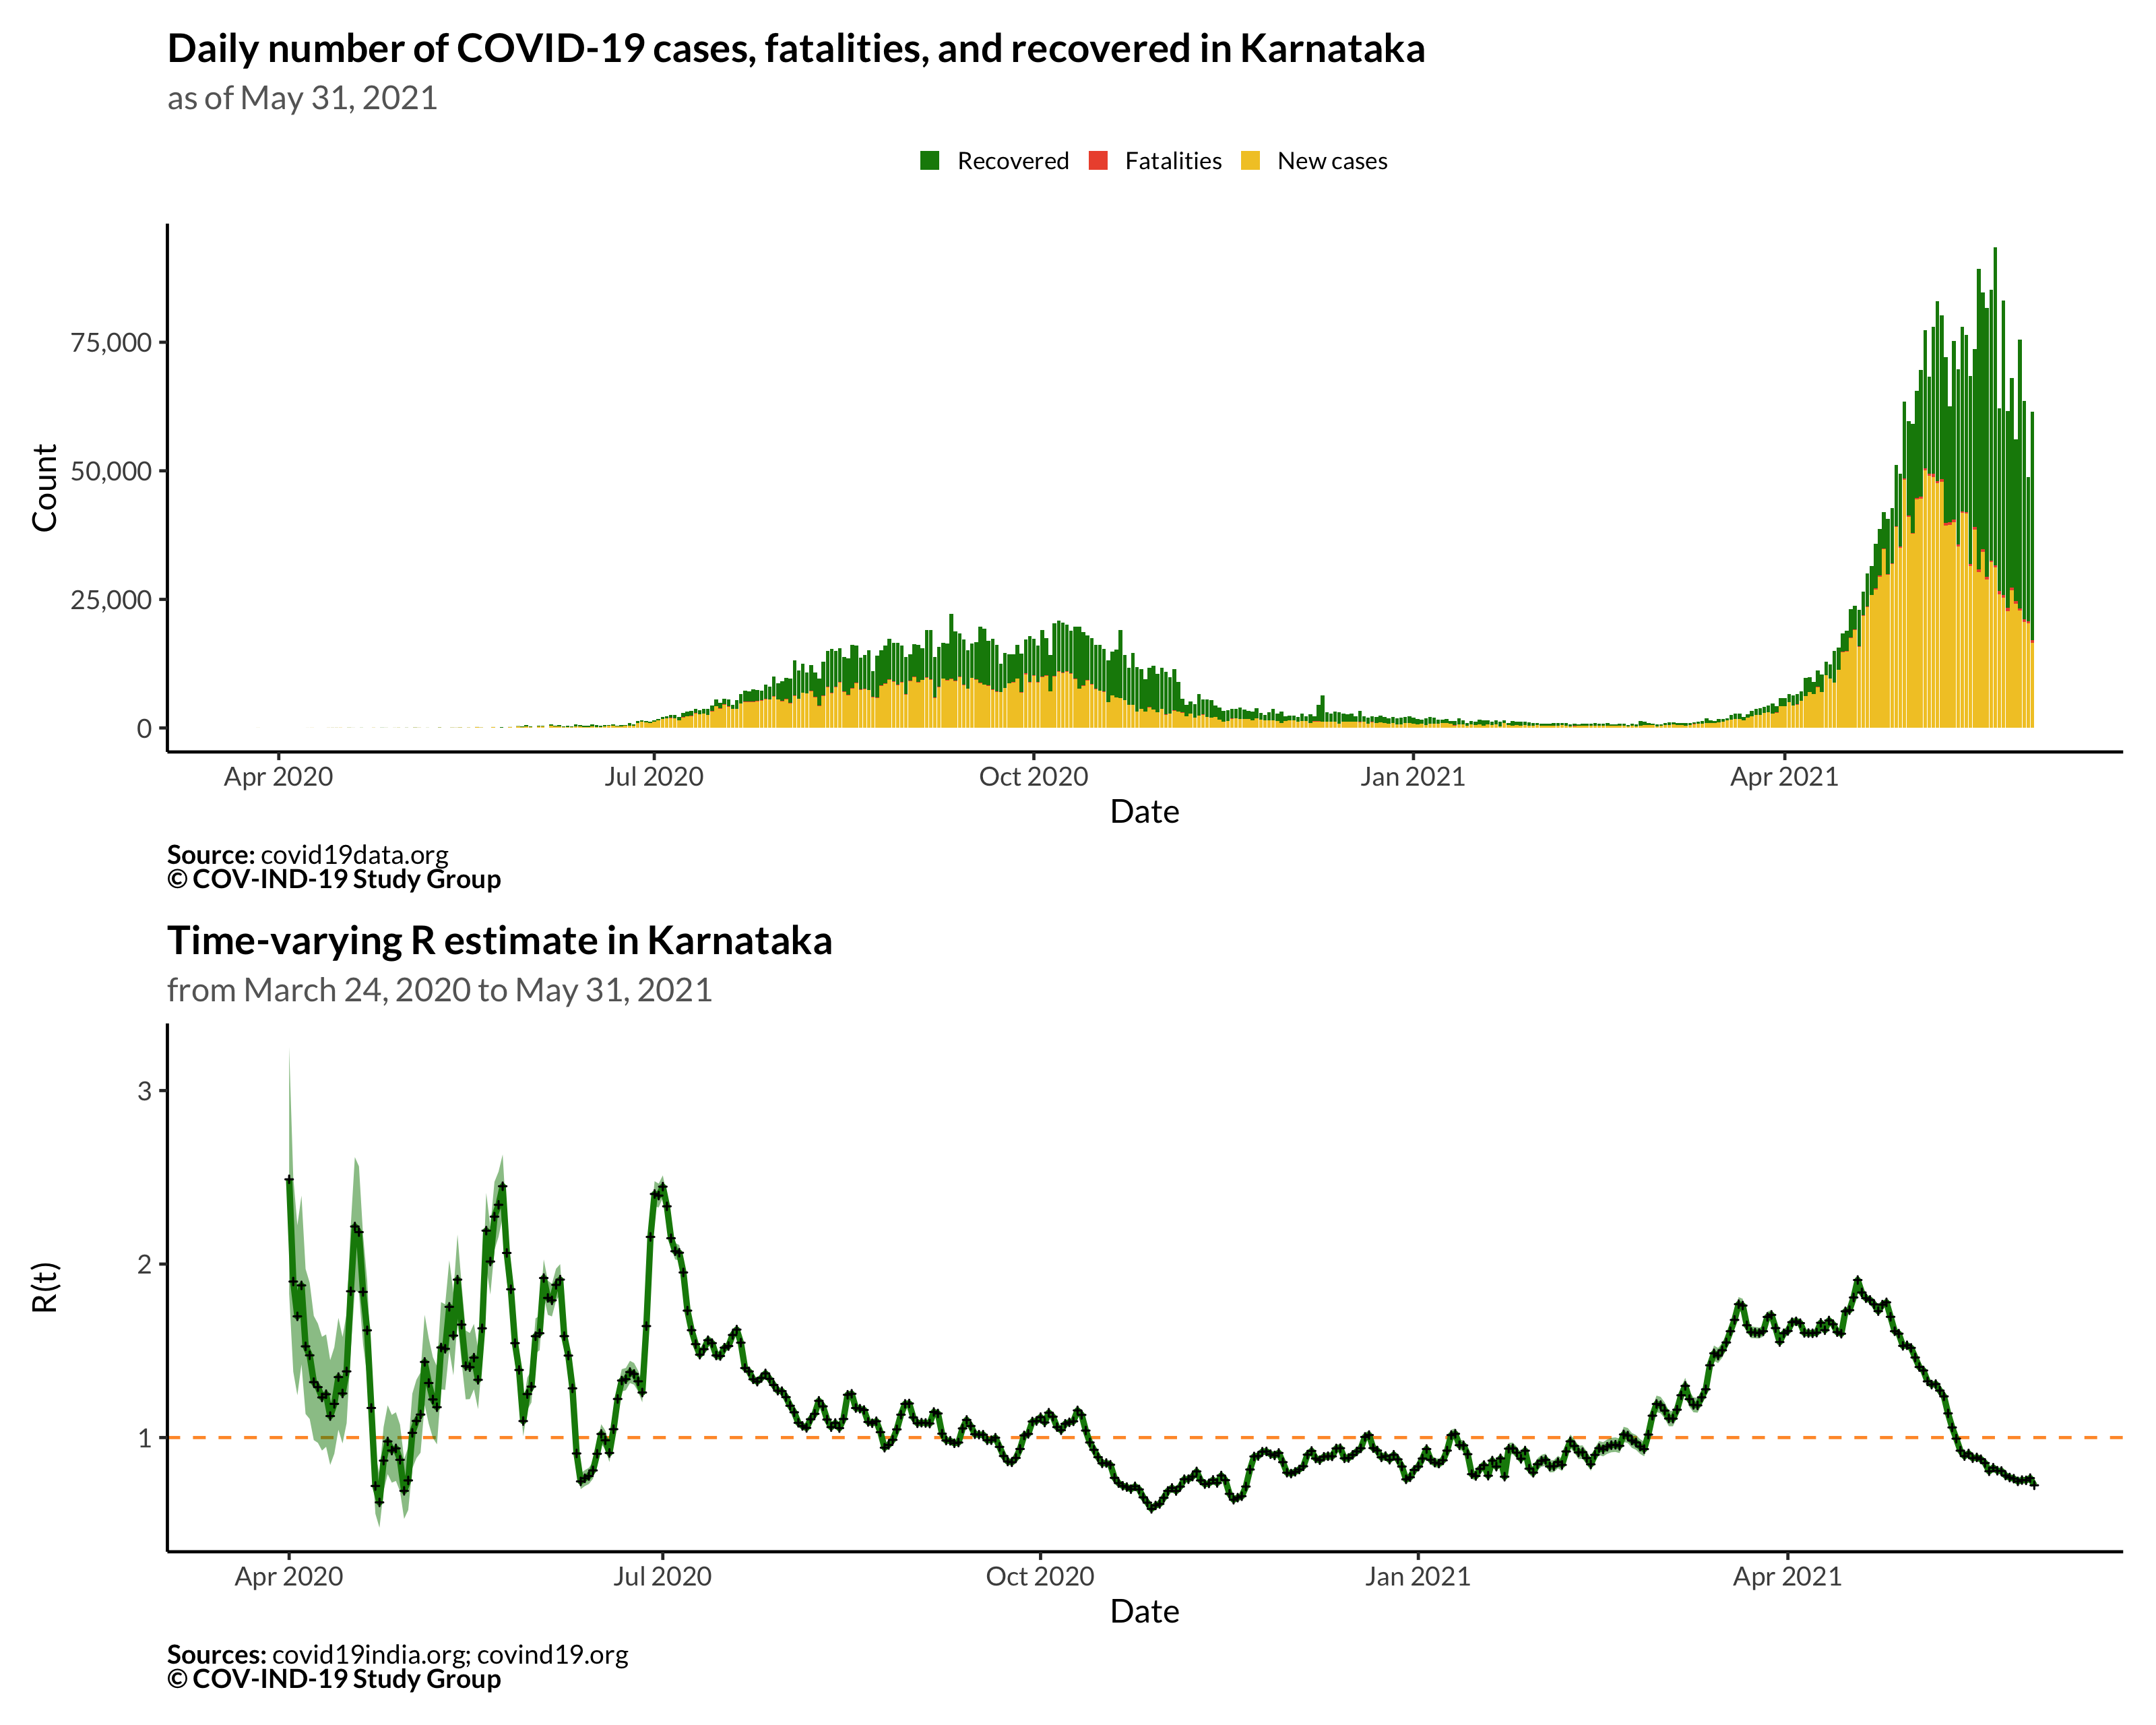 Daily number of COVID-19 cases, fatalities, and recovered in Karnataka
as of May 31, 2021
Recovered Fatalities New cases
Count
75,000
50,000
25,000
0
Apr 2020 Jul 2020 Oct 2020 Jan 2021 Apr 2021
Date
Source: covid19data.org
© COV-IND-19 Study Group
Time-varying R estimate in Karnataka
from March 24, 2020 to May 31, 2021
R(t)
3
2
1
Apr 2020 Jul 2020 Oct 2020 Jan 2021 Apr 2021
Date
Sources: covid19india.org; covind19.org
© COV-IND-19 Study Group